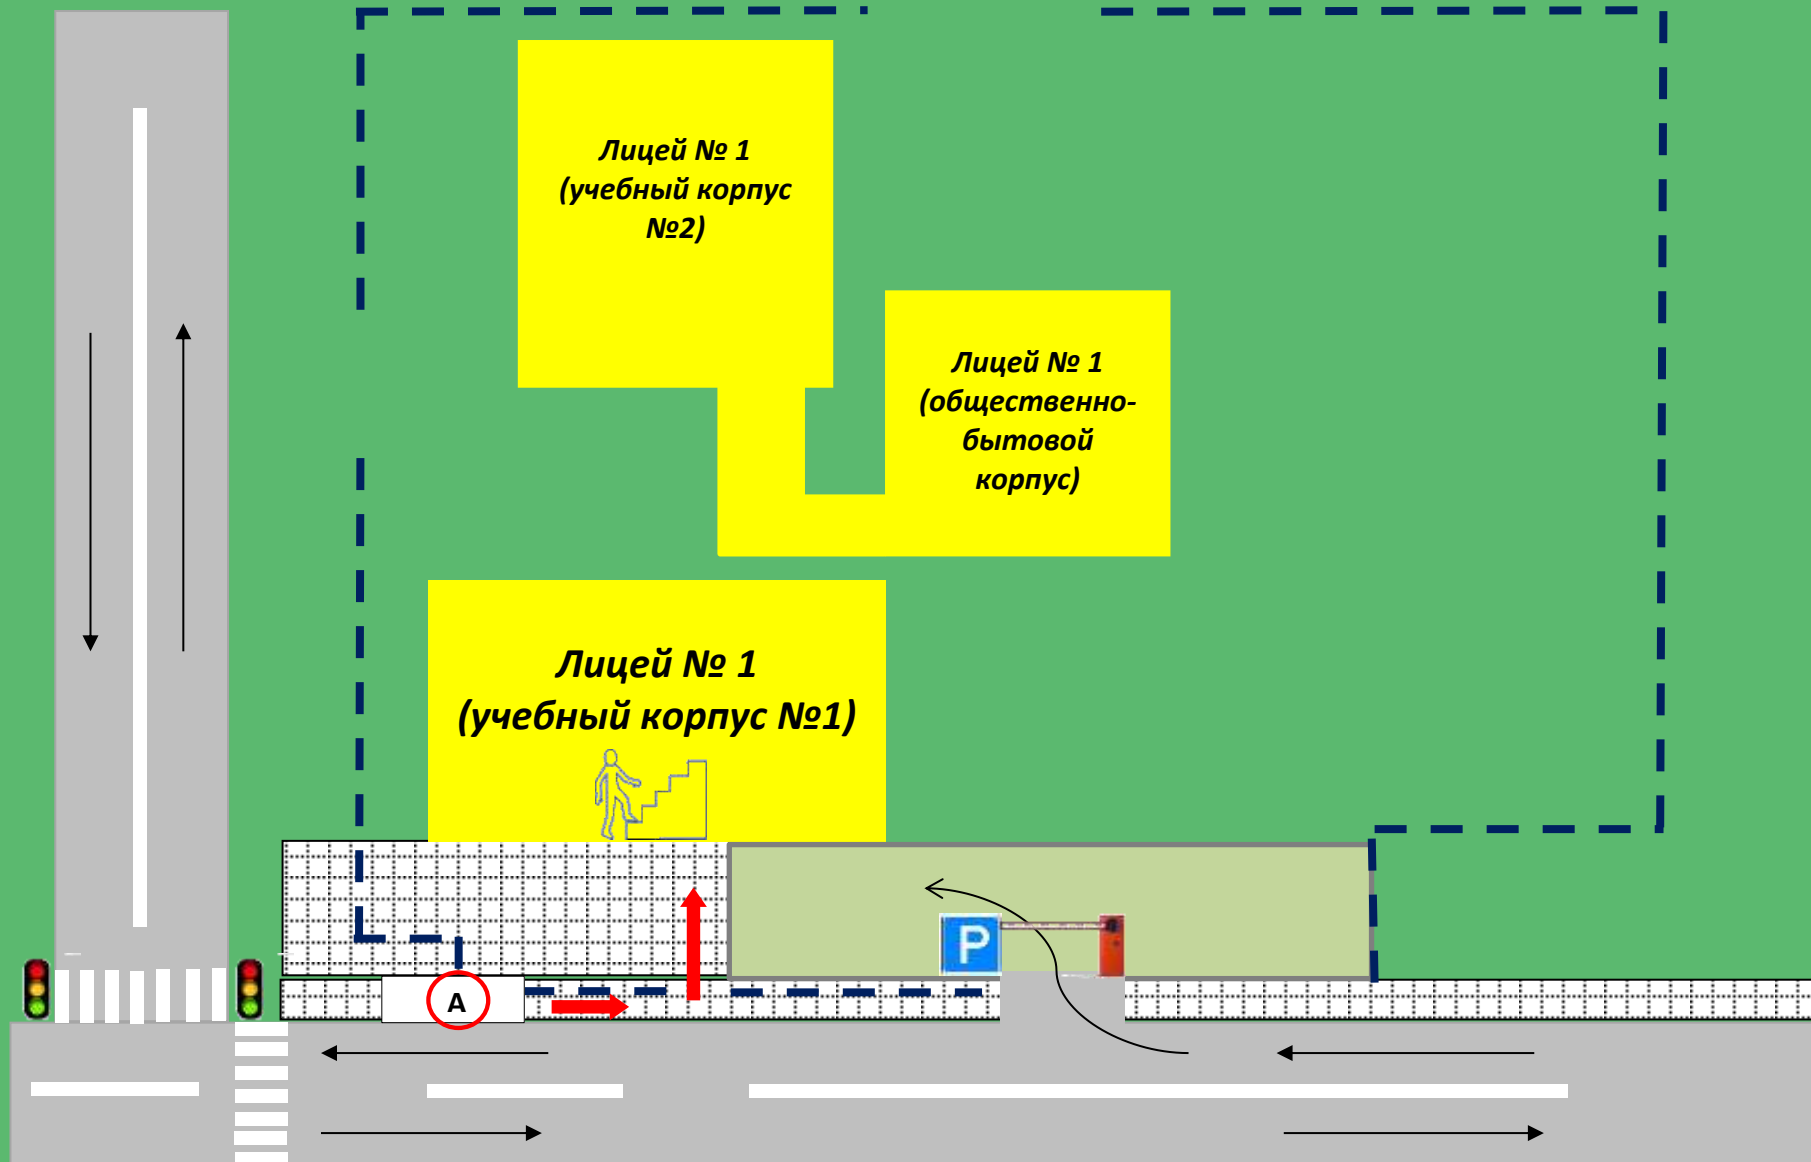 Лицей № 1
(учебный корпус
№2)
Лицей № 1
(общественно-
бытовой
корпус)
Лицей № 1
(учебный корпус №1)
P
А